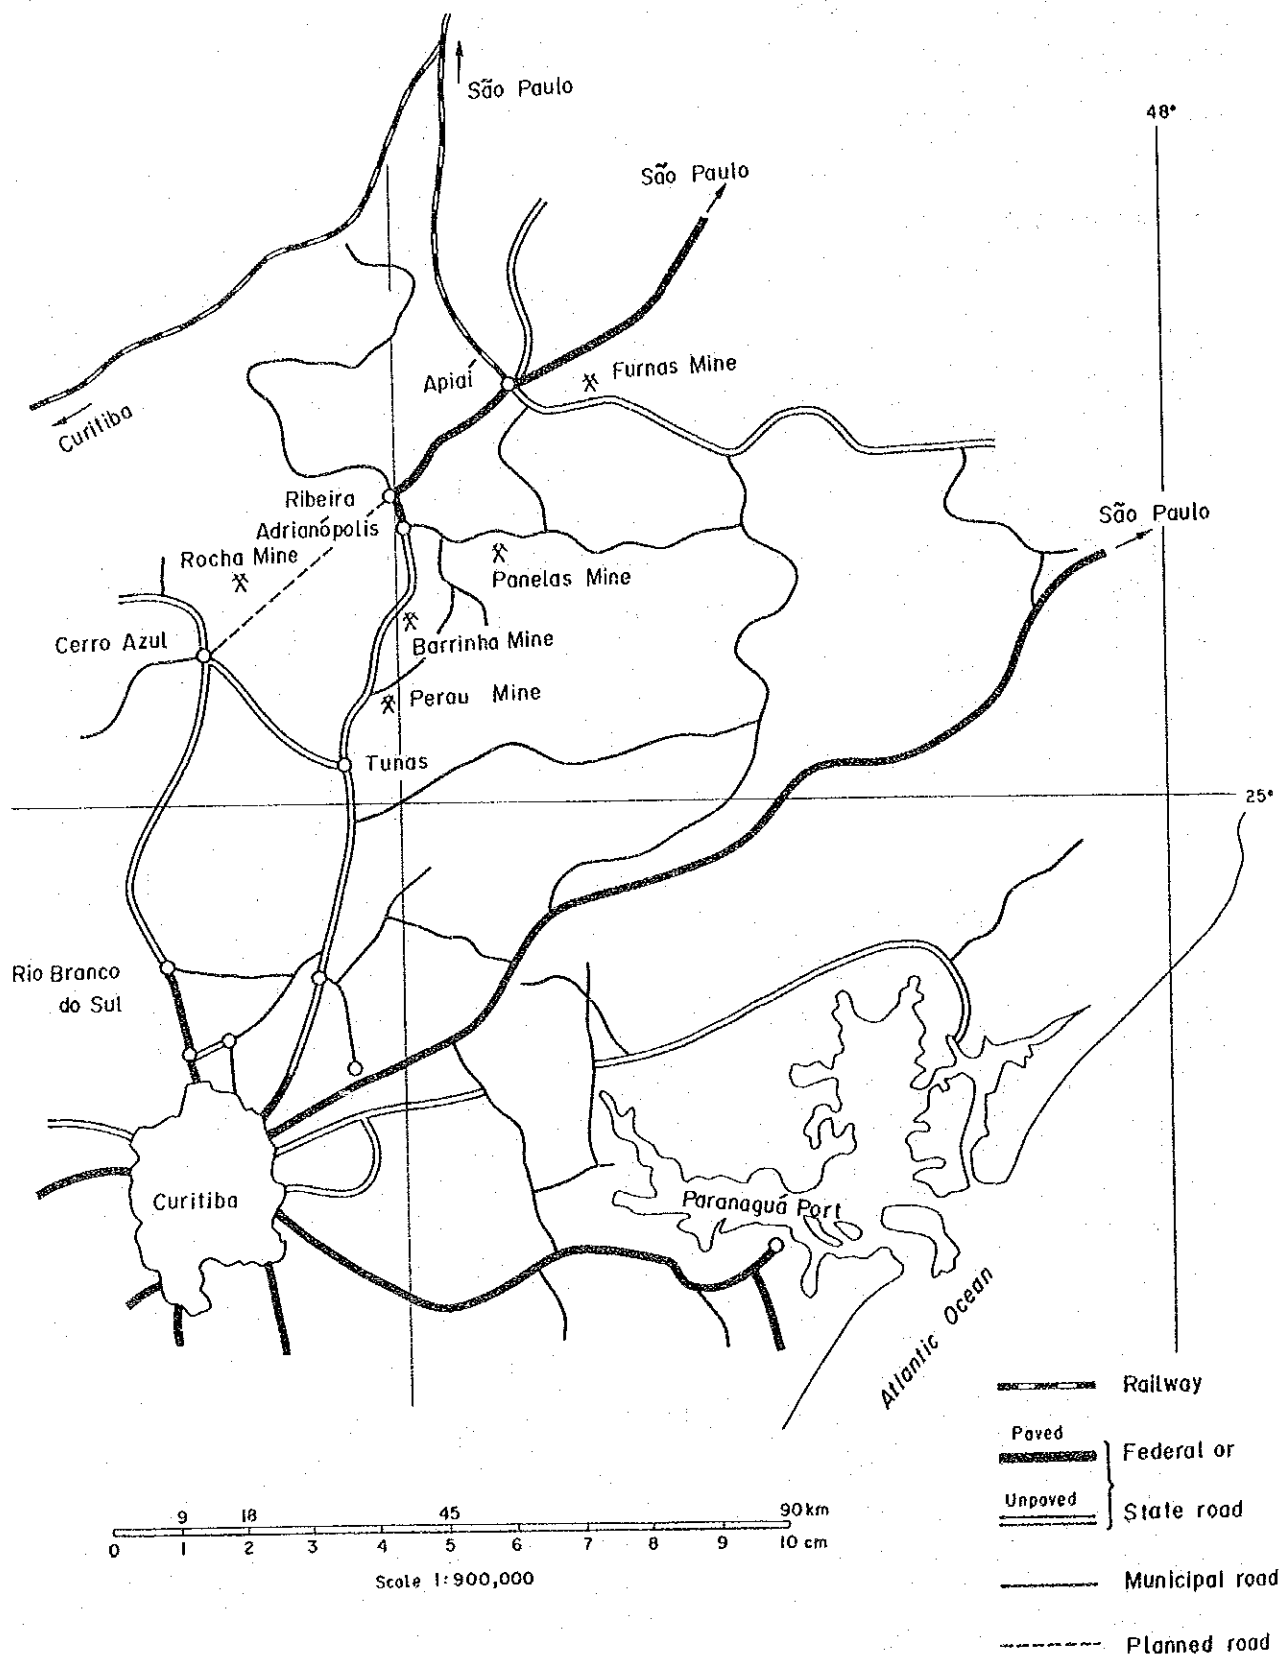 São Paulo
48°
São Paulo
Furnas Mine
Apiaí
Curitiba
Ribeira
Adrianópolis
São Paulo
Rocha Mine
Panelas Mine
Cerro Azul
Barrinha Mine
Perau Mine
Tunas
25°
Rio Branco
do Sul
Curitiba
Paranaguá Port
Atlantic Ocean
Railway
Paved
Federal or
Unpaved
State road
Municipal road
Planned road
9 18 45 90 km
0 1 2 3 4 5 6 7 8 9 10 cm
Scale 1:900,000